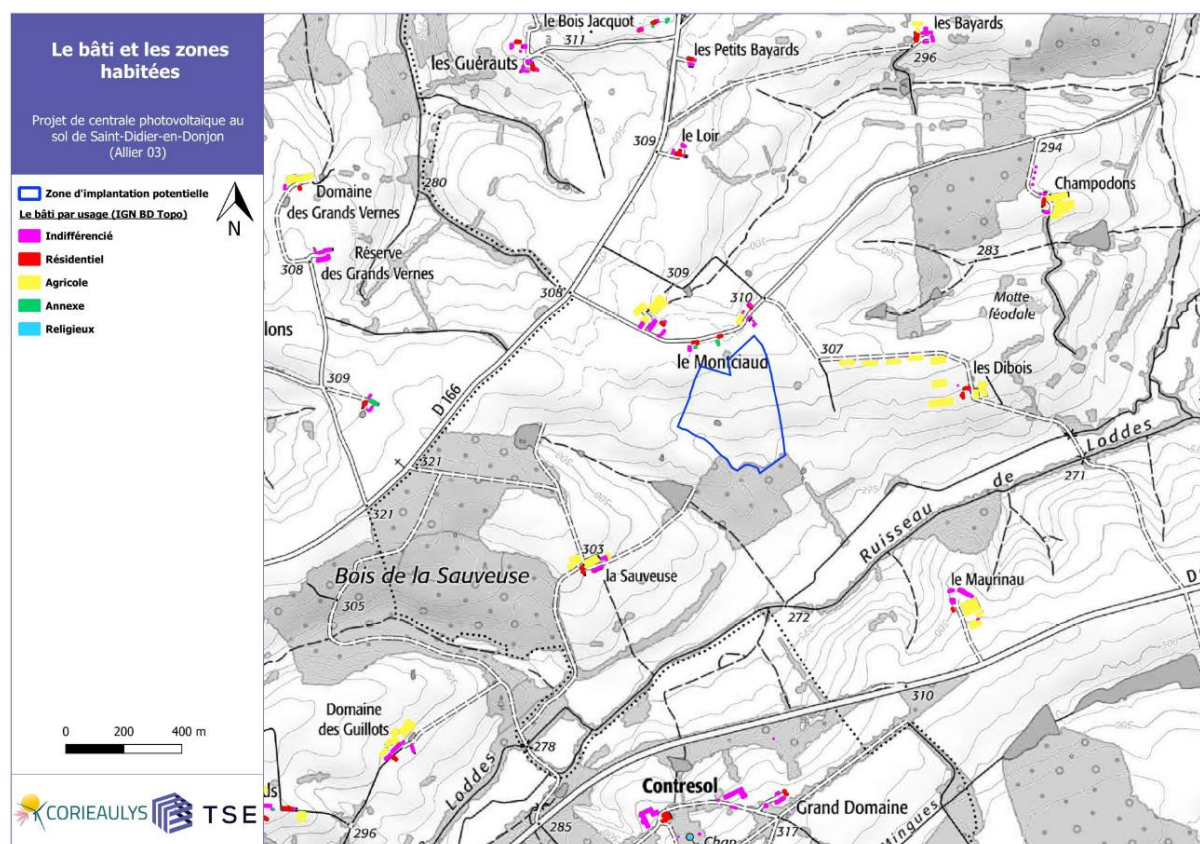 Le bâti et les zones
habitées
Projet de centrale photovoltaïque au
sol de Saint-Didier-en-Donjon
(Allier 03)
Zone d'implantation potentielle
Le bâti par usage (IGN BD Topo)
Indifférencié
Résidentiel
Agricole
Annexe
Religieux
N
0 200 400 m
CORIEAULYS TSE
le Bois Jacquot
311
les Guérauts
les Petits Bayards
les Bayards
296
309
le Loir
294
Champodons
280
Domaine
des Grands Vernes
308
Réserve
des Grands Vernes
283
Motte
féodale
308
309
310
le Montciaud
307
les Dibois
lons
309
D 166
321
321
Ruisseau de Loddes
271
275
300
303
la Sauveuse
Bois de la Sauveuse
305
le Maurinau
272
310
Domaine
des Guillots
278
Loddes
Contresol
Grand Domaine
317
285
296
Chap
Mingues